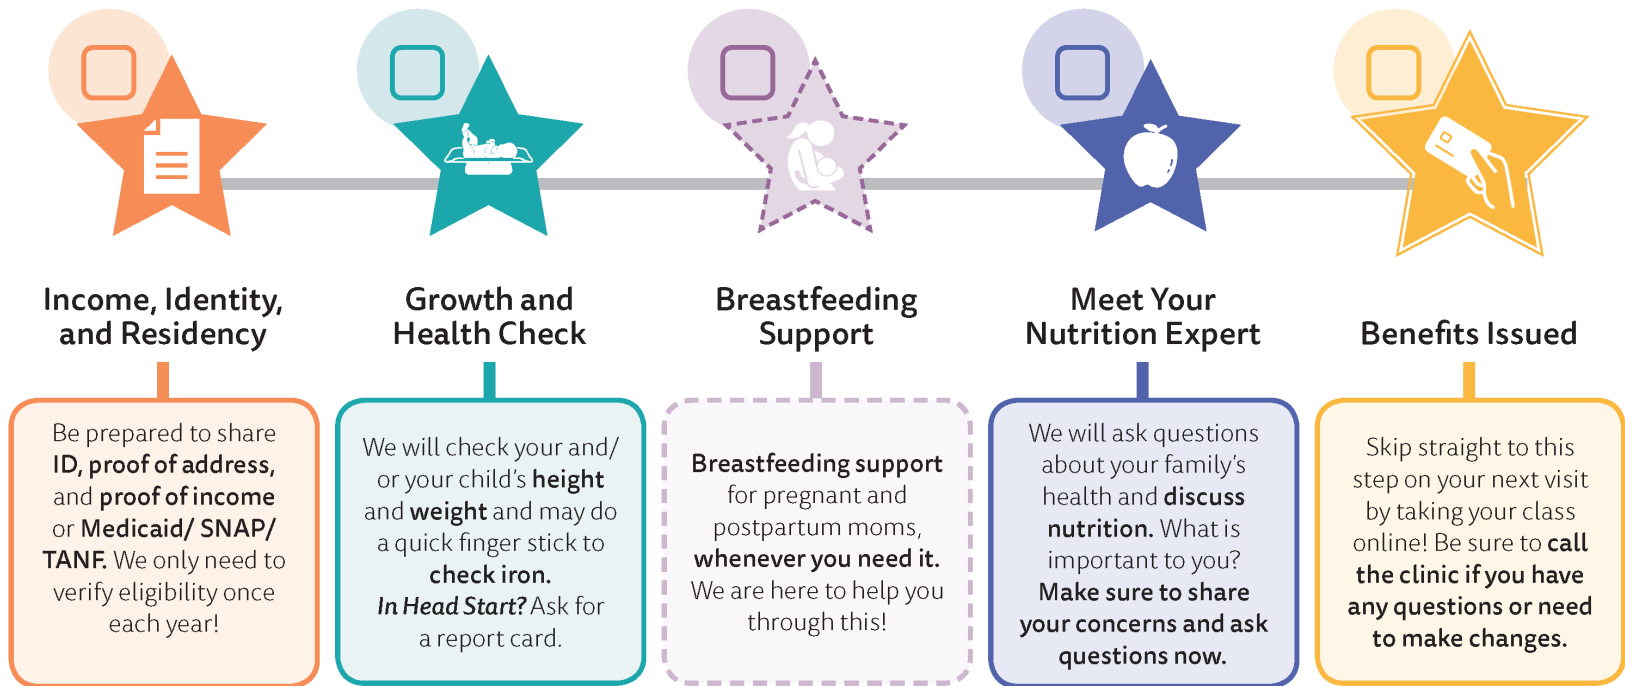 Income, Identity,
and Residency
Be prepared to share
ID, proof of address,
and proof of income
or Medicaid/ SNAP/
TANF. We only need to
verify eligibility once
each year!
Growth and
Health Check
We will check your and/
or your child's height
and weight and may do
a quick finger stick to
check iron.
In Head Start? Ask for
a report card.
Breastfeeding
Support
Breastfeeding support
for pregnant and
postpartum moms,
whenever you need it.
We are here to help you
through this!
Meet Your
Nutrition Expert
We will ask questions
about your family's
health and discuss
nutrition. What is
important to you?
Make sure to share
your concerns and ask
questions now.
Benefits Issued
Skip straight to this
step on your next visit
by taking your class
online! Be sure to call
the clinic if you have
any questions or need
to make changes.